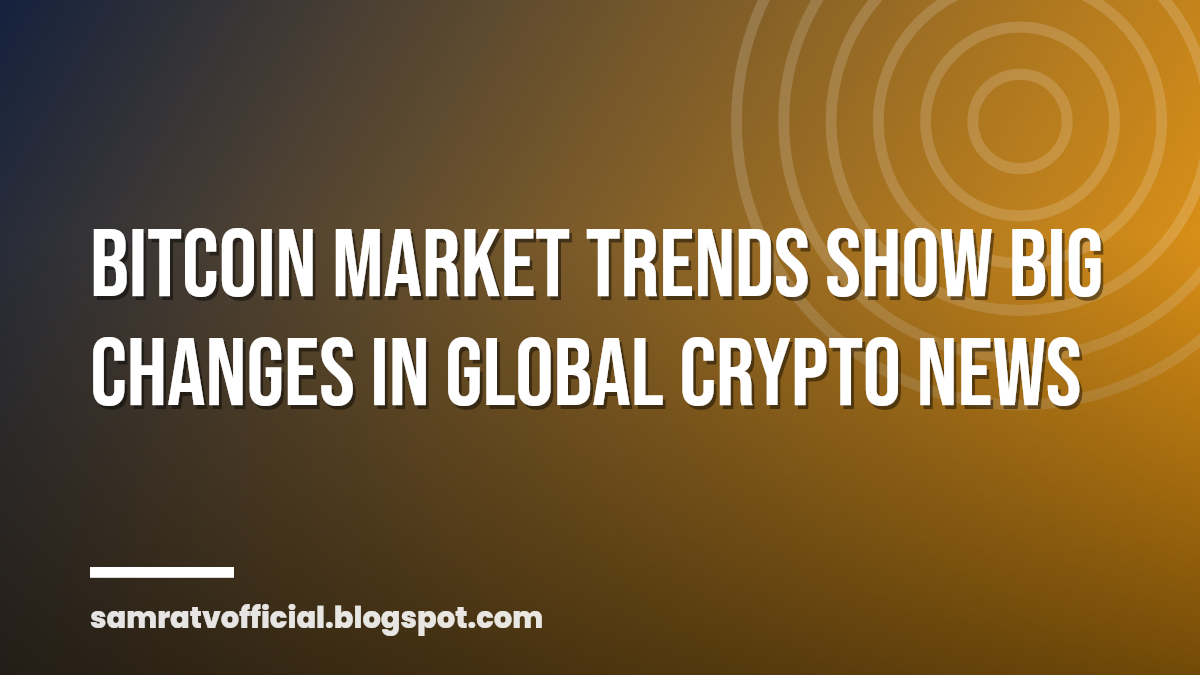 BITCOIN MARKET TRENDS SHOW BIG
CHANGES IN GLOBAL CRYPTO NEWS
samratvofficial.blogspot.com